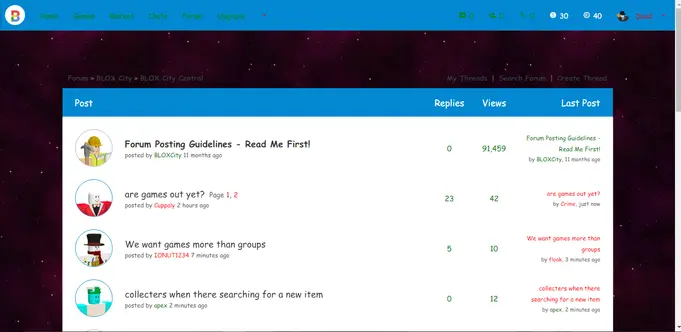 B Home Games Market Chats Forum Upgrade 0 0 0 30 40
Forum » BLOX City » BLOX City Central
My Threads | Search Forum | Create Thread
Post Replies Views Last Post
Forum Posting Guidelines - Read Me First!
posted by BLOXCity 11 months ago
0 91,459
Forum Posting Guidelines -
Read Me First!
by BLOXCity, 11 months ago
are games out yet? Page 1, 2
posted by Cuppoly 2 hours ago
23 42
are games out yet?
by Crime, just now
We want games more than groups
posted by IONUT1234 7 minutes ago
5 10
We want games more than
groups
by flook, 3 minutes ago
collecters when there searching for a new item
posted by apex 2 minutes ago
0 12
collecters when there
searching for a new item
by apex, 2 minutes ago